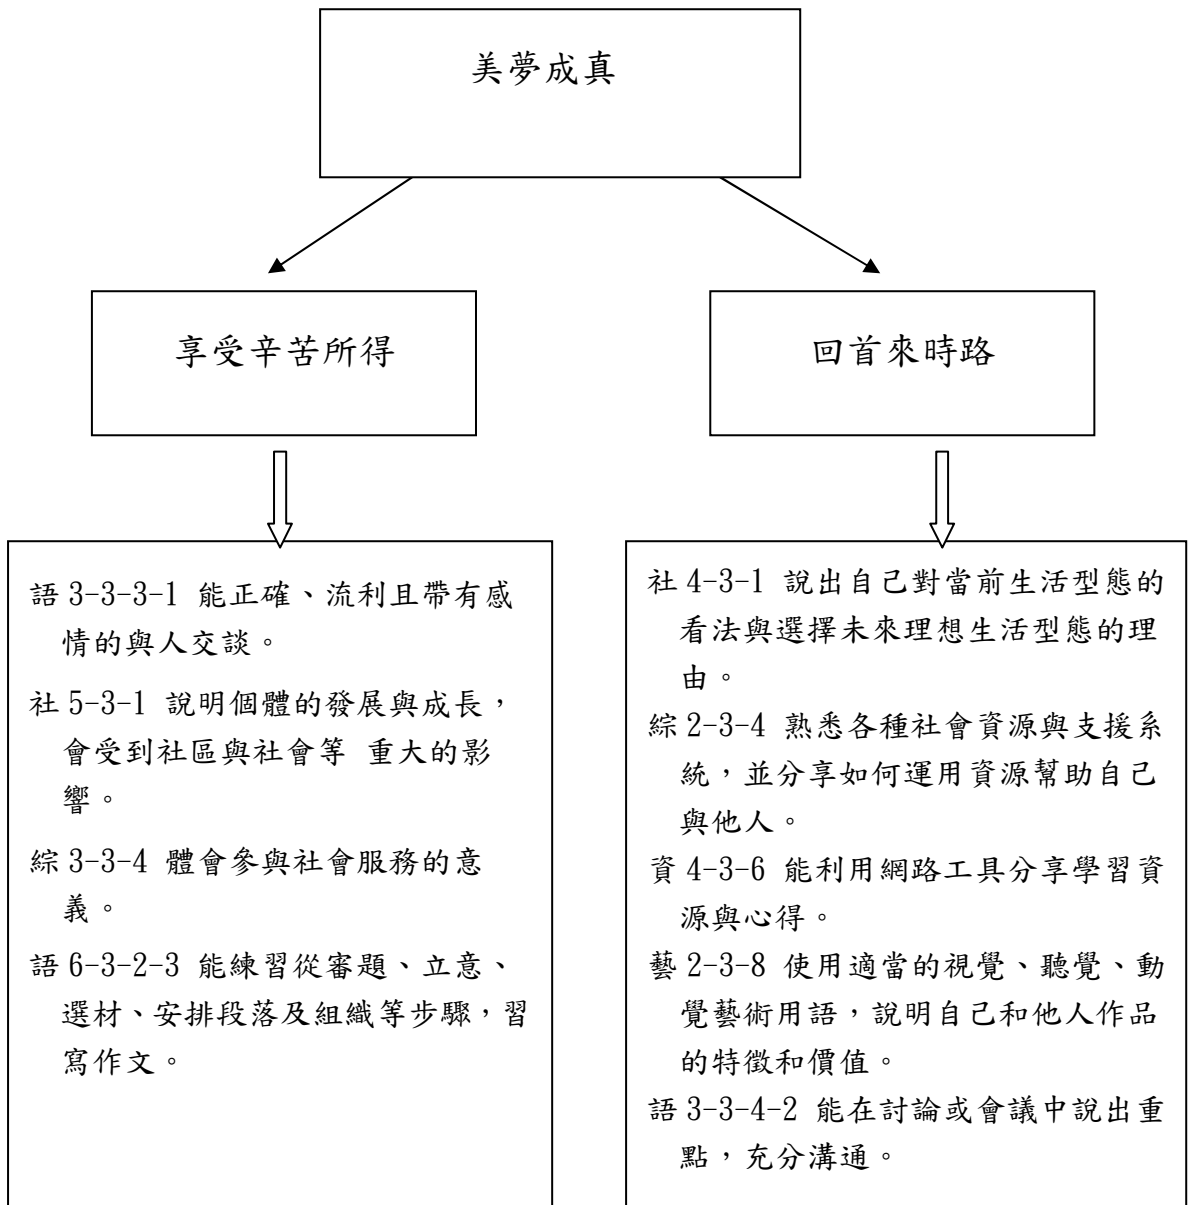 美夢成真
享受辛苦所得
回首來時路
語 3-3-3-1 能正確、流利且帶有感
情的與人交談。
社 5-3-1 說明個體的發展與成長，
會受到社區與社會等 重大的影
響。
綜 3-3-4 體會參與社會服務的意
義。
語 6-3-2-3 能練習從審題、立意、
選材、安排段落及組織等步驟，習
寫作文。
社 4-3-1 說出自己對當前生活型態的
看法與選擇未來理想生活型態的理
由。
綜 2-3-4 熟悉各種社會資源與支援系
統，並分享如何運用資源幫助自己
與他人。
資 4-3-6 能利用網路工具分享學習資
源與心得。
藝 2-3-8 使用適當的視覺、聽覺、動
覺藝術用語，說明自己和他人作品
的特徵和價值。
語 3-3-4-2 能在討論或會議中說出重
點，充分溝通。